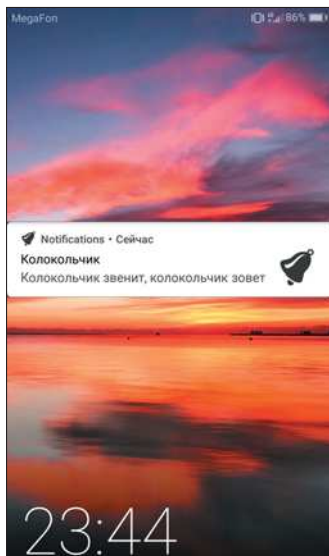 MegaFon 86%
Notifications • Сейчас
Колокольчик
Колокольчик звенит, колокольчик зовет
23:44